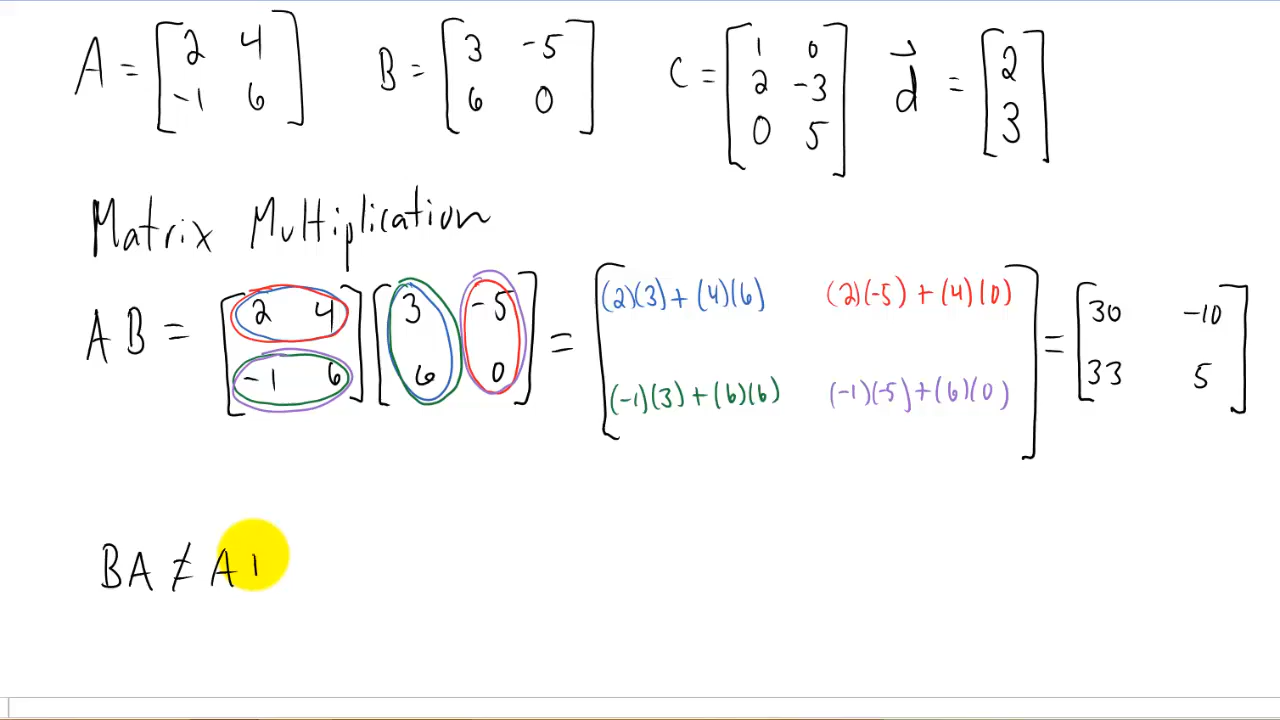 A = [2 4 B = [3 -5 C = [1 0 d⃗ = [2
-1 6] 6 0] 2 -3 3]
0 5]
Matrix Multiplication
AB = [2 4 [3 -5 = [(2)(3) + (4)(6) (2)(-5) + (4)(0) = [30 -10
-1 6] 6 0] (-1)(3) + (6)(6) (-1)(-5) + (6)(0)] 33 5]
BA ≠ A